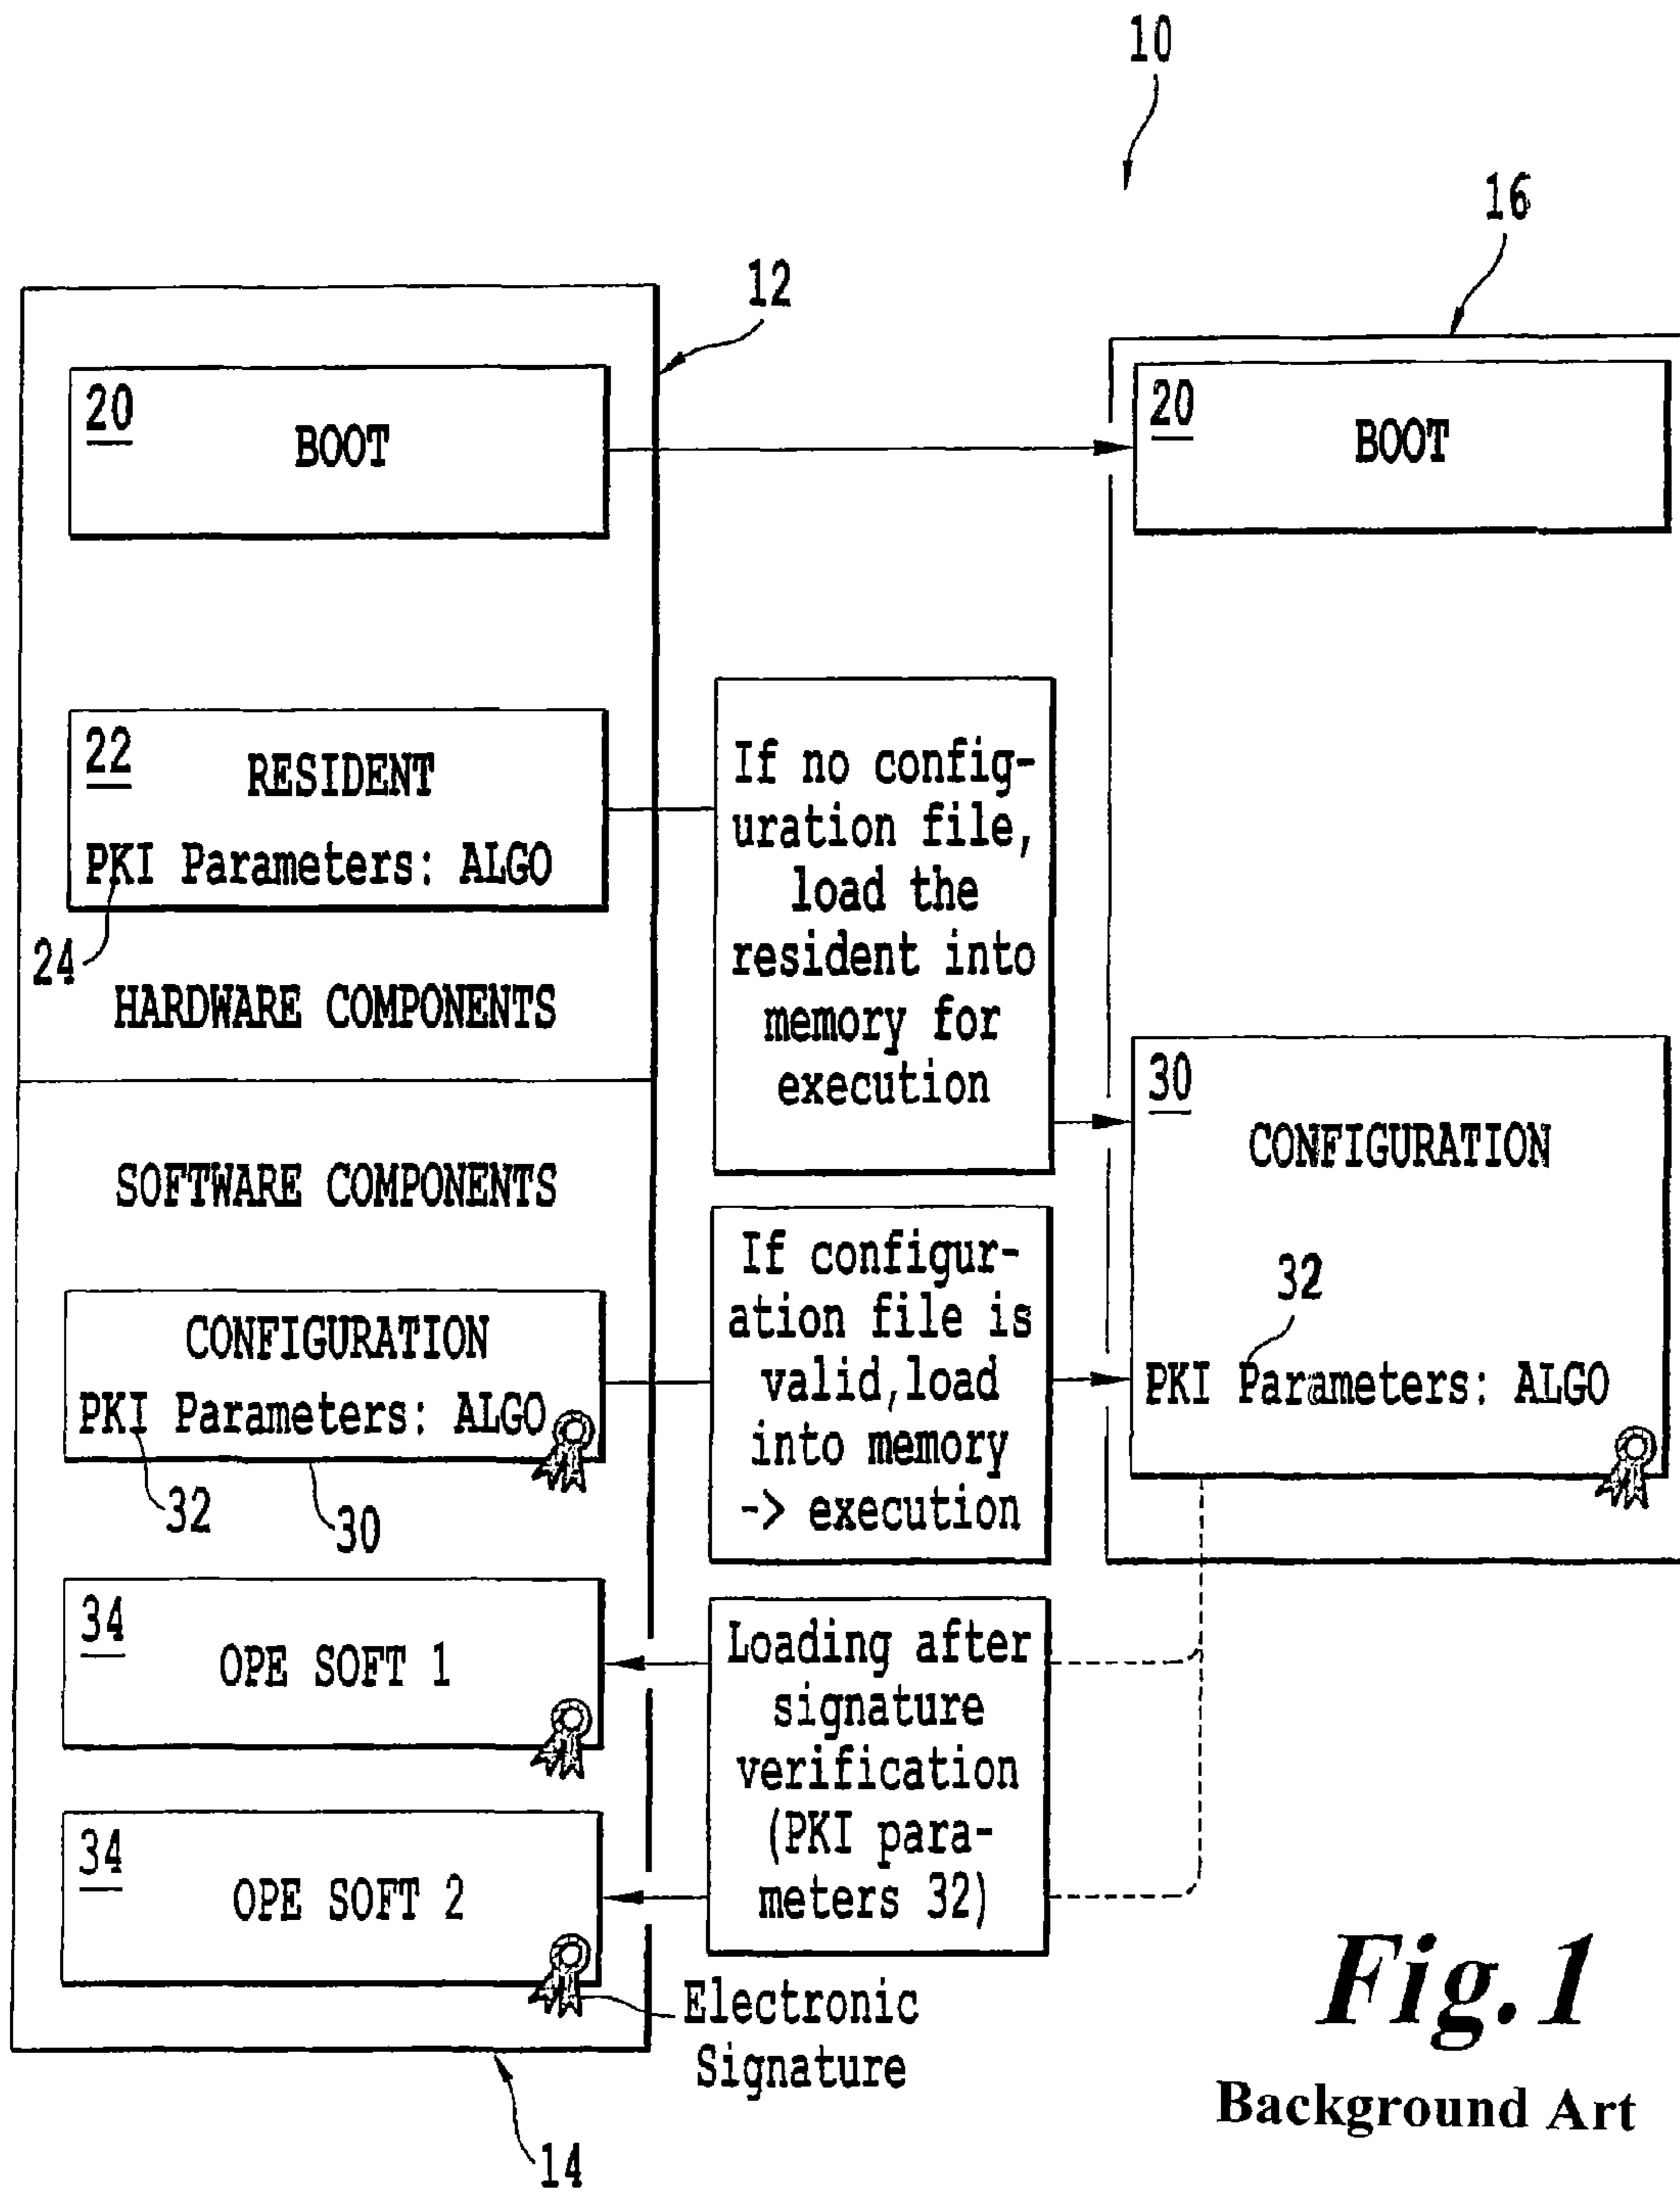 10
16
12
20
BOOT
20
BOOT
22
RESIDENT
PKI Parameters: ALGO
24
HARDWARE COMPONENTS
If no config-
uration file,
load the
resident into
memory for
execution
30
CONFIGURATION
32
PKI Parameters: ALGO
SOFTWARE COMPONENTS
CONFIGURATION
PKI Parameters: ALGO
32
30
If configur-
ation file is
valid,load
into memory
-> execution
34
OPE SOFT 1
34
OPE SOFT 2
Loading after
signature
verification
(PKI para-
meters 32)
Electronic
Signature
14
Fig.1
Background Art